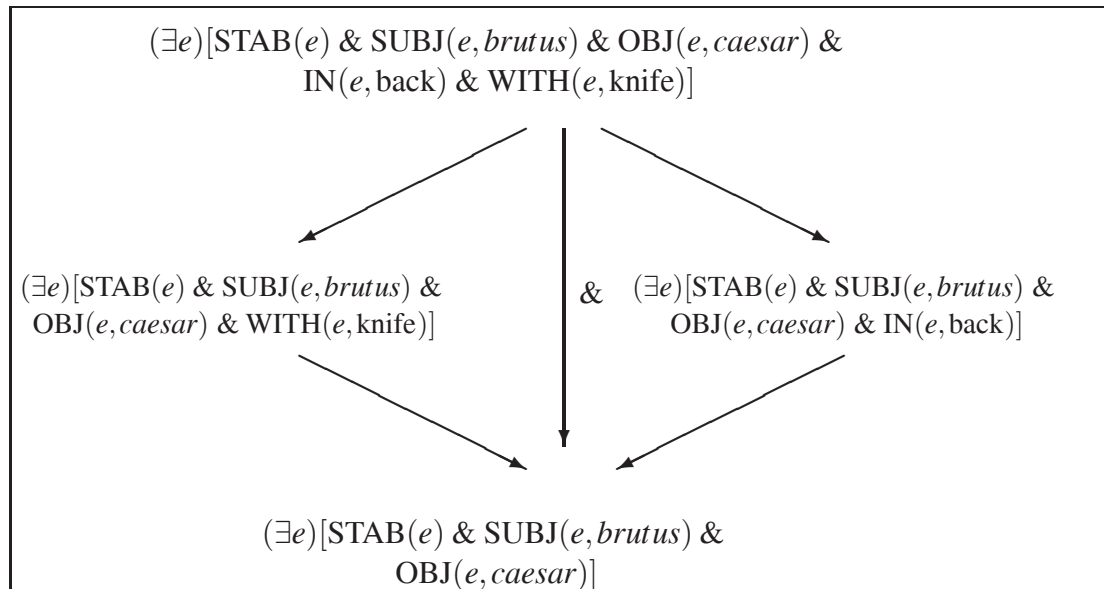 (∃e)[STAB(e) & SUBJ(e,brutus) & OBJ(e,caesar) &
IN(e,back) & WITH(e,knife)]
(∃e)[STAB(e) & SUBJ(e,brutus) &
OBJ(e,caesar) & WITH(e,knife)]
&
(∃e)[STAB(e) & SUBJ(e,brutus) &
OBJ(e,caesar) & IN(e,back)]
(∃e)[STAB(e) & SUBJ(e,brutus) &
OBJ(e,caesar)]